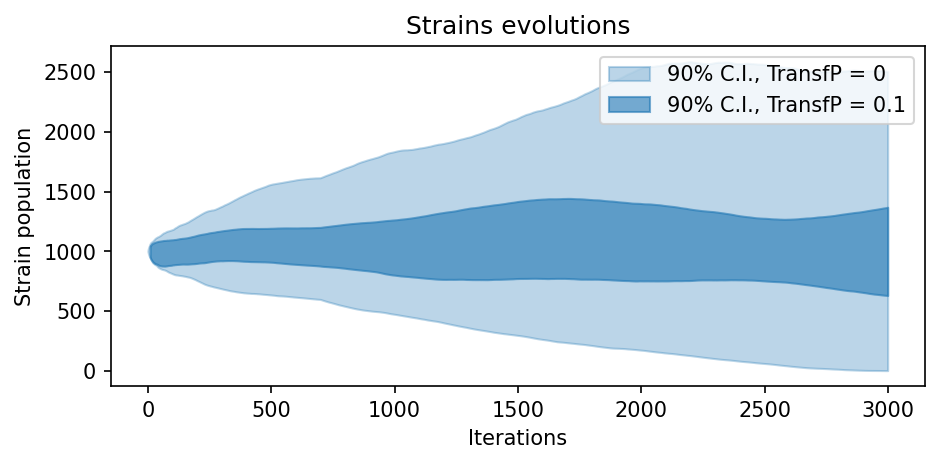 Strains evolutions
90% C.I., TransfP = 0
90% C.I., TransfP = 0.1
Strain population
2500
2000
1500
1000
500
0
0 500 1000 1500 2000 2500 3000
Iterations